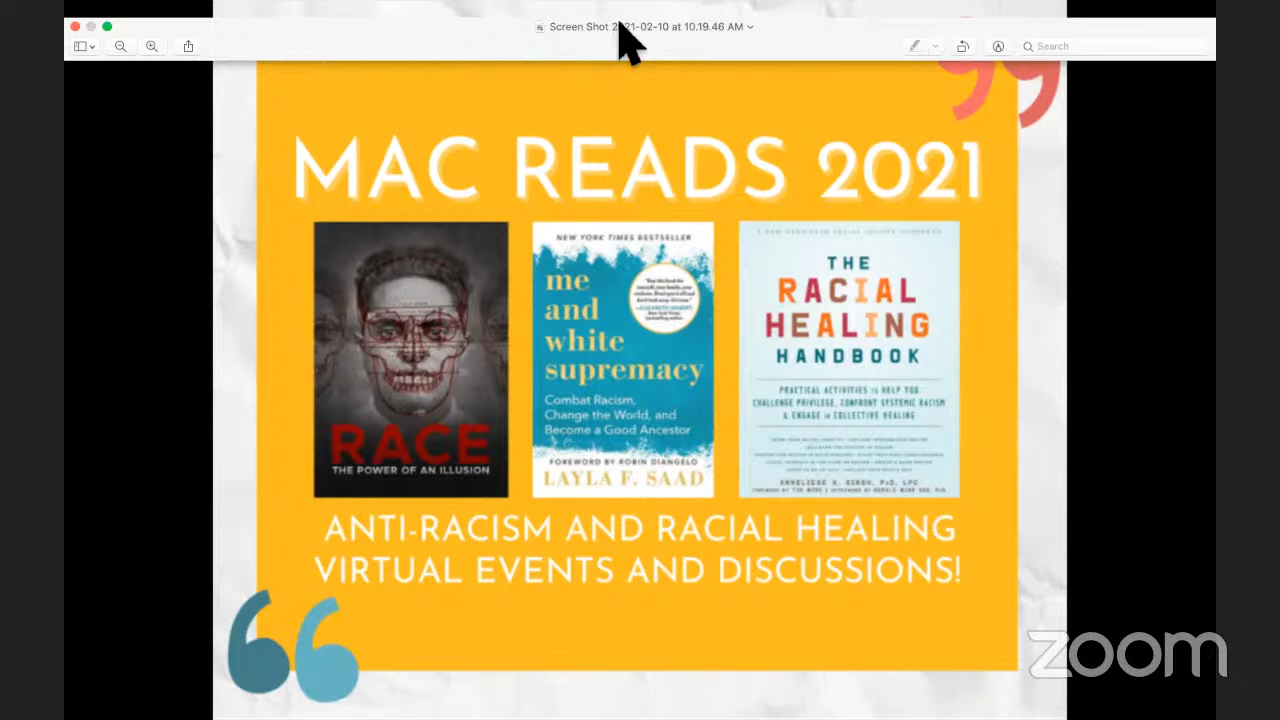 Screen Shot 2021-02-10 at 10.19.46 AM
Search
MAC READS 2021
RACE
THE POWER OF AN ILLUSION
NEW YORK TIMES BESTSELLER
me
and
white
supremacy
Combat Racism,
Change the World, and
Become a Good Ancestor
FOREWORD BY ROBIN DIANGELO
LAYLA F. SAAD
THE
RACIAL
HEALING
HANDBOOK
PRACTICAL ACTIVITIES TO HELP YOU
CHALLENGE PRIVILEGE, CONFRONT SYSTEMIC RACISM
& ENGAGE IN COLLECTIVE HEALING
ANNELIESE A. SINGH, PhD, LPC
ANTI-RACISM AND RACIAL HEALING
VIRTUAL EVENTS AND DISCUSSIONS!
zoom